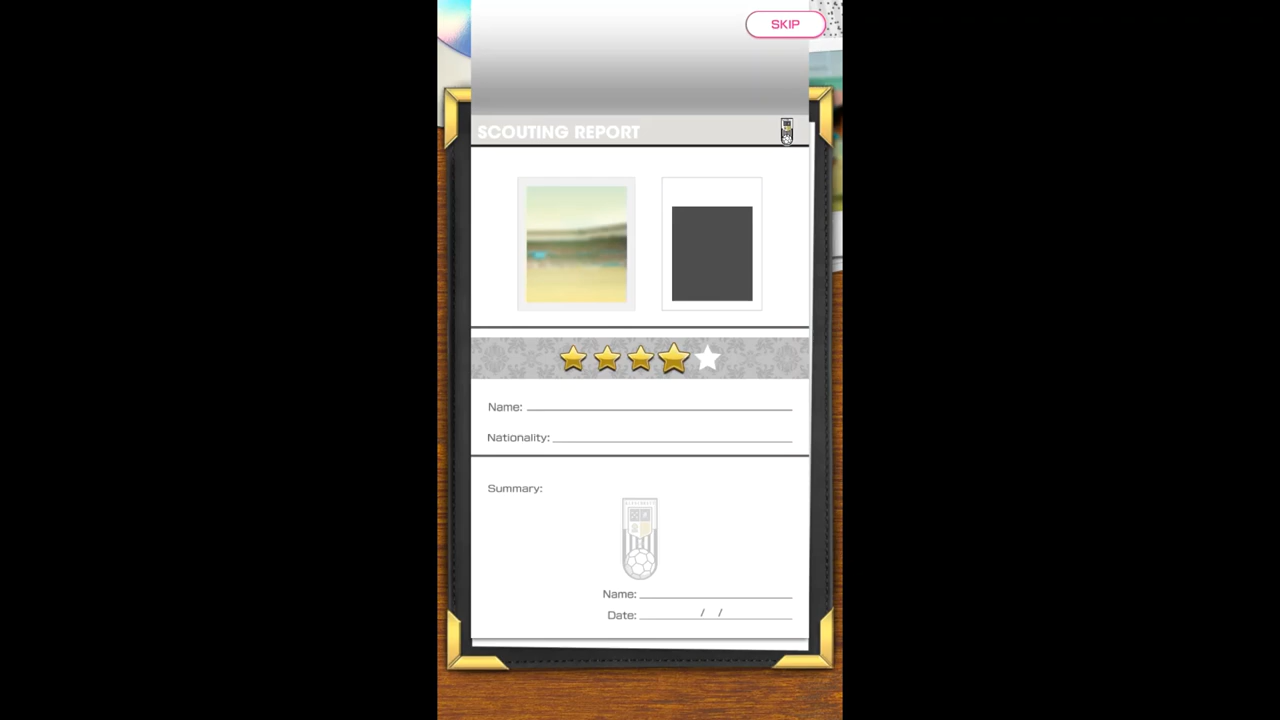 SKIP
SCOUTING REPORT
Name:
Nationality:
Summary:
Name:
Date: / /